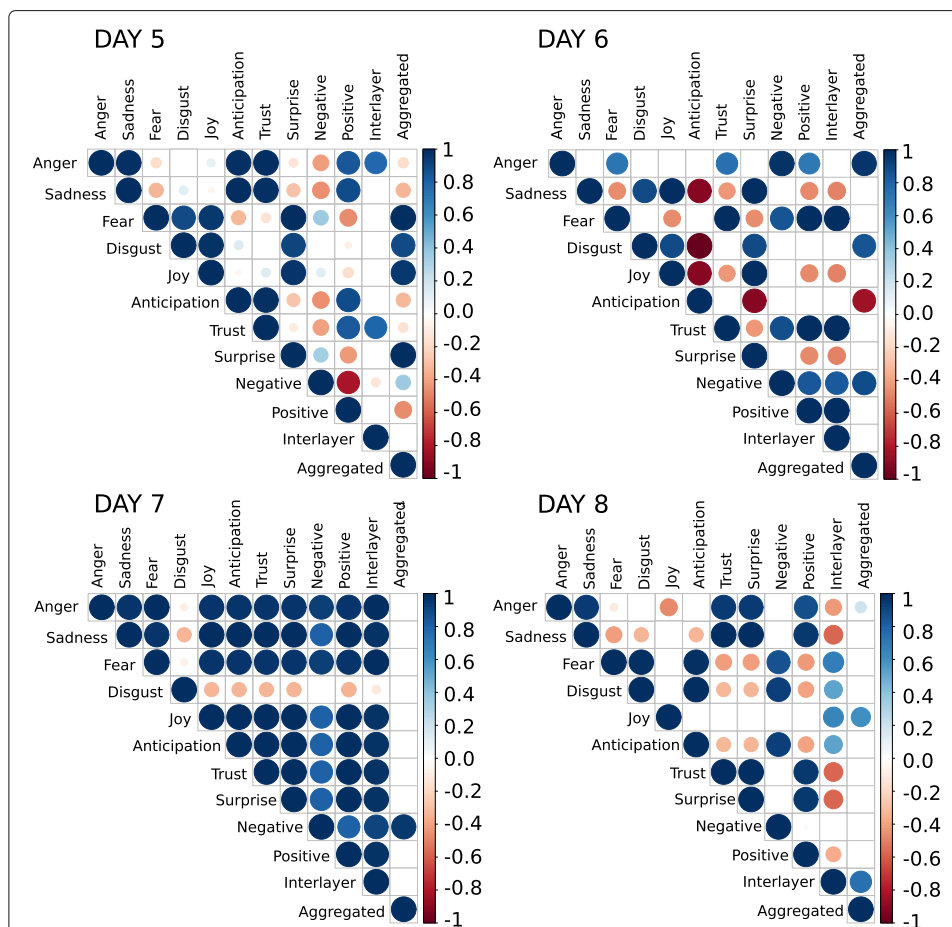 DAY 5
Anger Sadness Fear Disgust Joy Anticipation Trust Surprise Negative Positive Interlayer Aggregated
Anger
Sadness
Fear
Disgust
Joy
Anticipation
Trust
Surprise
Negative
Positive
Interlayer
Aggregated
1
0.8
0.6
0.4
0.2
0.0
-0.2
-0.4
-0.6
-0.8
-1
DAY 6
Anger Sadness Fear Disgust Joy Anticipation Trust Surprise Negative Positive Interlayer Aggregated
Anger
Sadness
Fear
Disgust
Joy
Anticipation
Trust
Surprise
Negative
Positive
Interlayer
Aggregated
1
0.8
0.6
0.4
0.2
0.0
-0.2
-0.4
-0.6
-0.8
-1
DAY 7
Anger Sadness Fear Disgust Joy Anticipation Trust Surprise Negative Positive Interlayer Aggregated
Anger
Sadness
Fear
Disgust
Joy
Anticipation
Trust
Surprise
Negative
Positive
Interlayer
Aggregated
1
0.8
0.6
0.4
0.2
0.0
-0.2
-0.4
-0.6
-0.8
-1
DAY 8
Anger Sadness Fear Disgust Joy Anticipation Trust Surprise Negative Positive Interlayer Aggregated
Anger
Sadness
Fear
Disgust
Joy
Anticipation
Trust
Surprise
Negative
Positive
Interlayer
Aggregated
1
0.8
0.6
0.4
0.2
0.0
-0.2
-0.4
-0.6
-0.8
-1